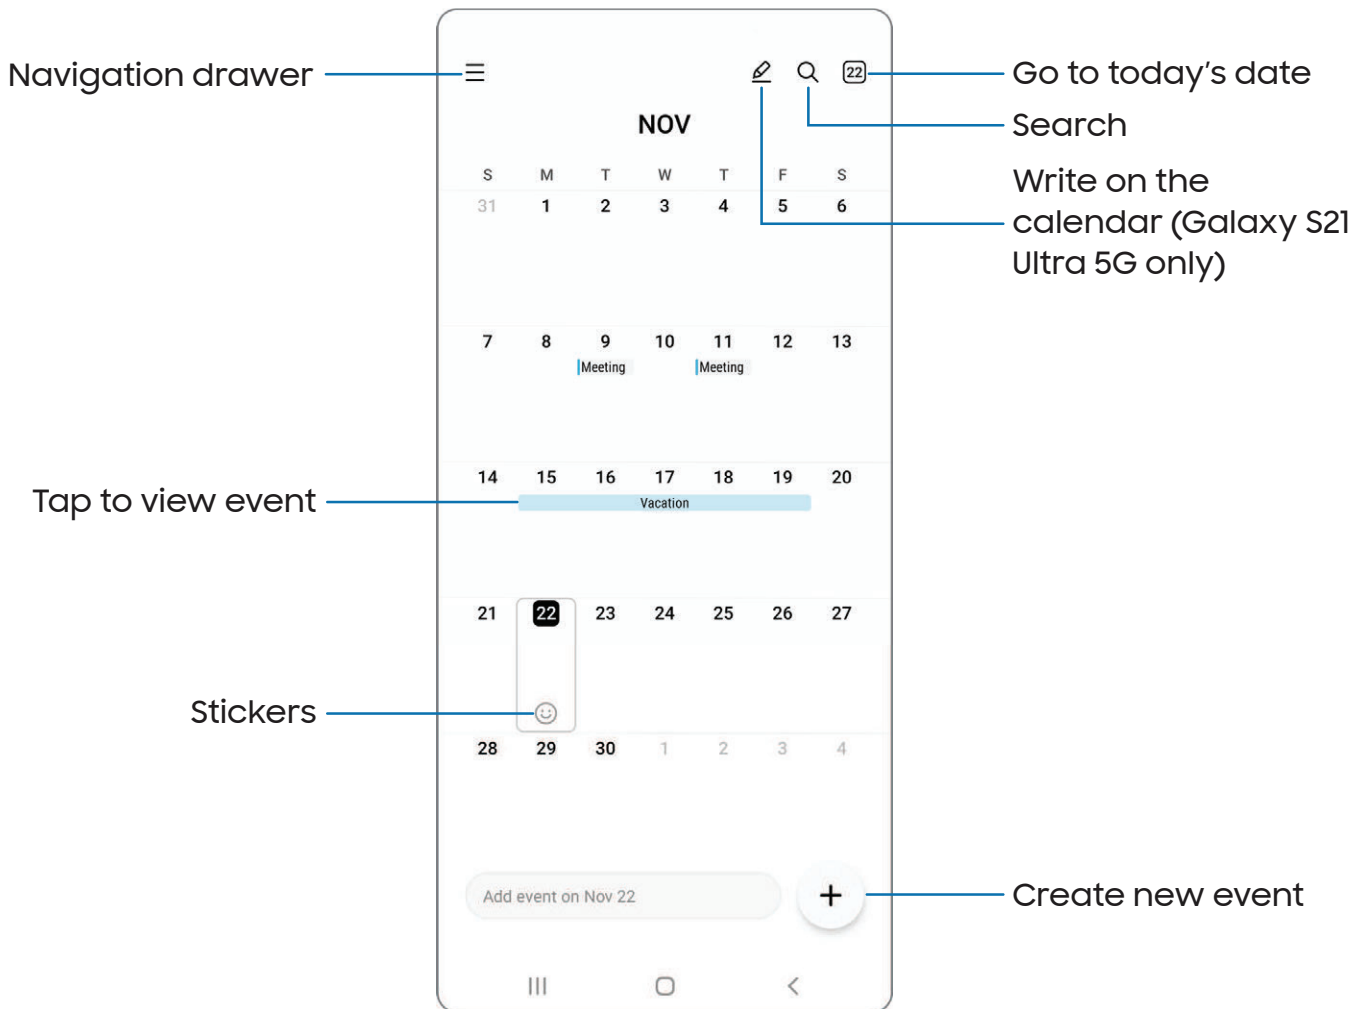 Navigation drawer
22
Go to today's date
NOV
Search
S M T W T F S
Write on the
calendar (Galaxy S21
Ultra 5G only)
31 1 2 3 4 5 6
7 8 9 10 11 12 13
Meeting Meeting
14 15 16 17 18 19 20
Tap to view event
Vacation
21 22 23 24 25 26 27
Stickers
28 29 30 1 2 3 4
Add event on Nov 22
Create new event